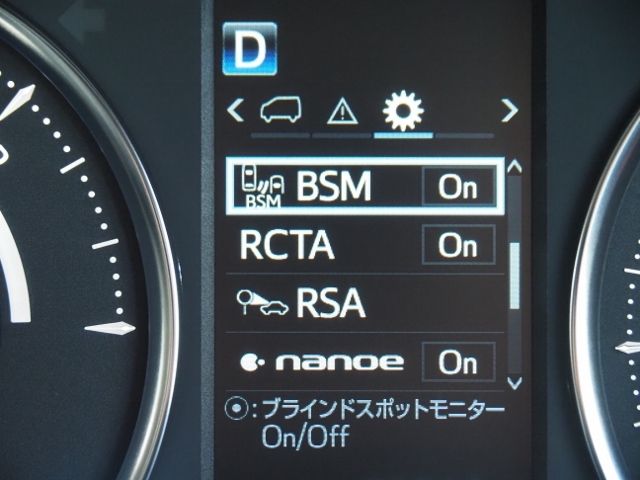 D
BSM
BSM On
RCTA On
RSA
nanoe On
⦿:ブラインドスポットモニター
On/Off